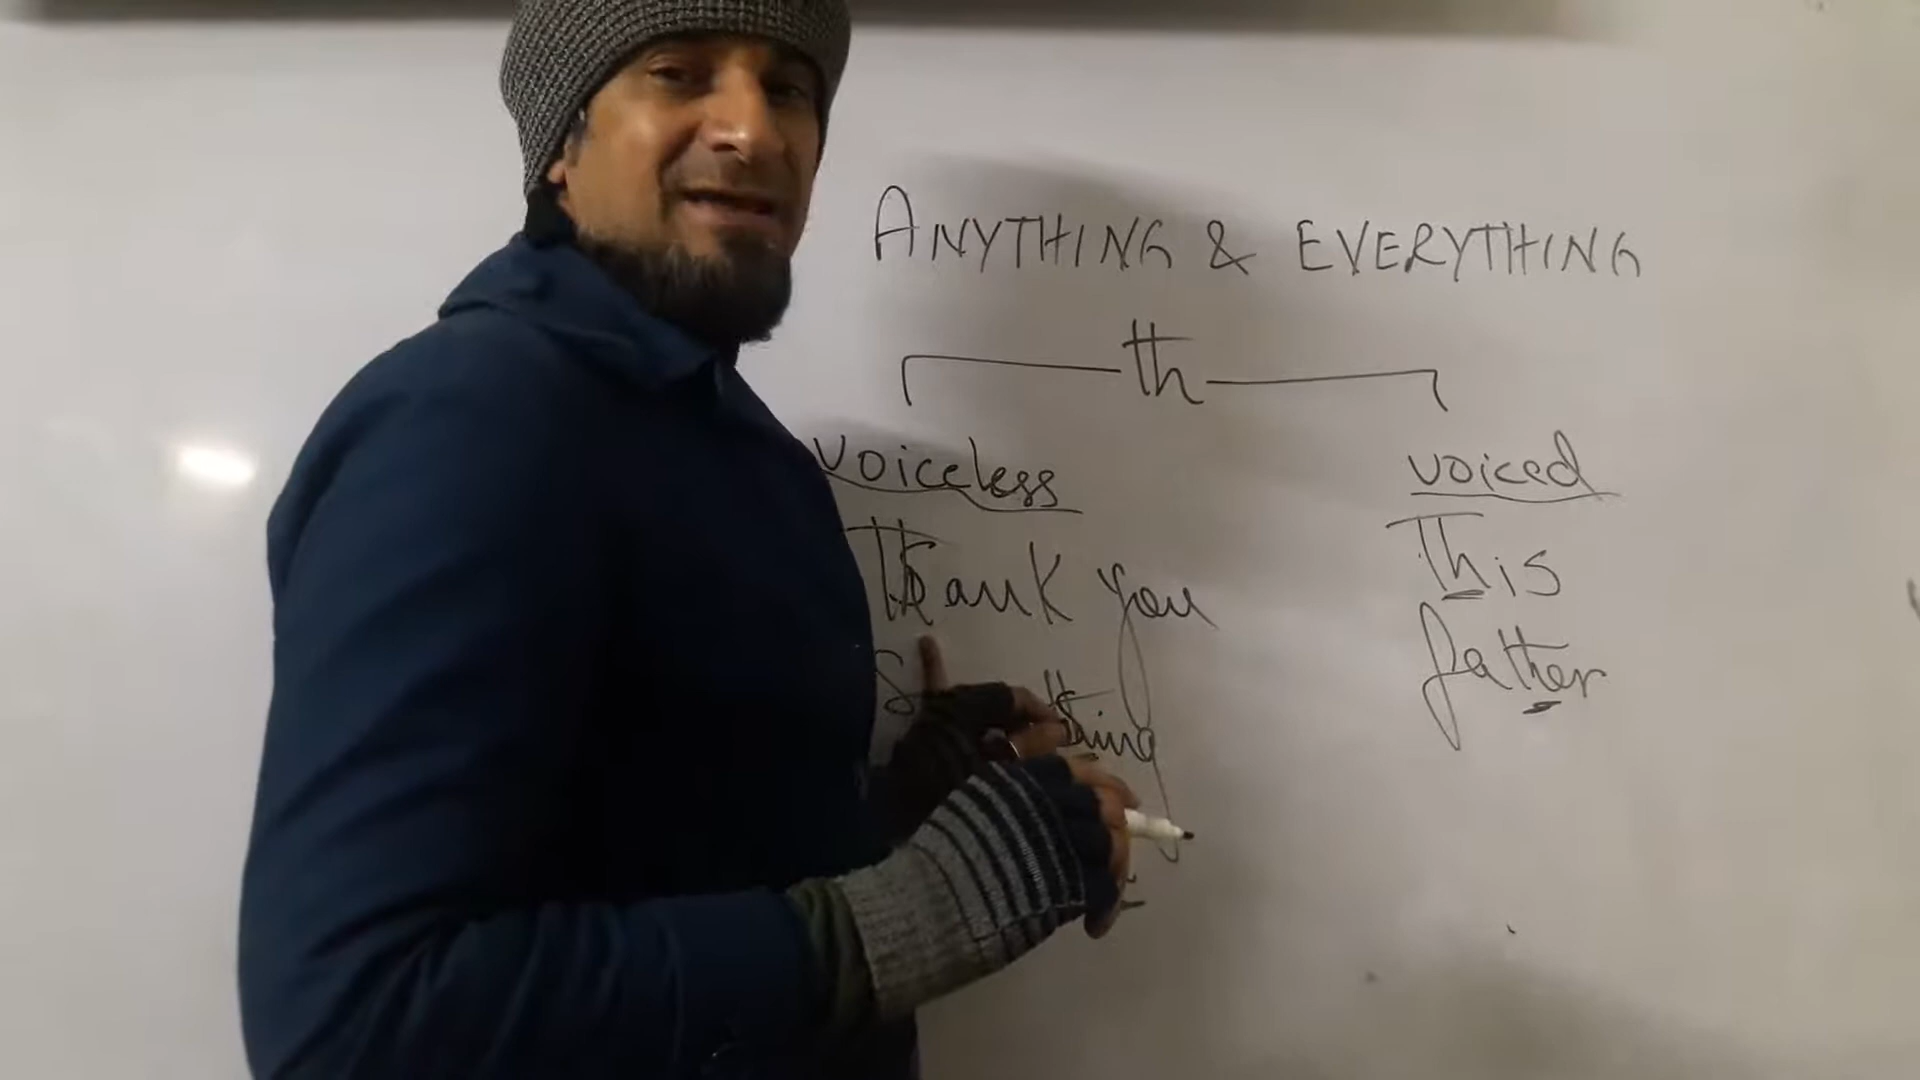 ANYTHING & EVERYTHING
th
voiceless voiced
Thank you This
father